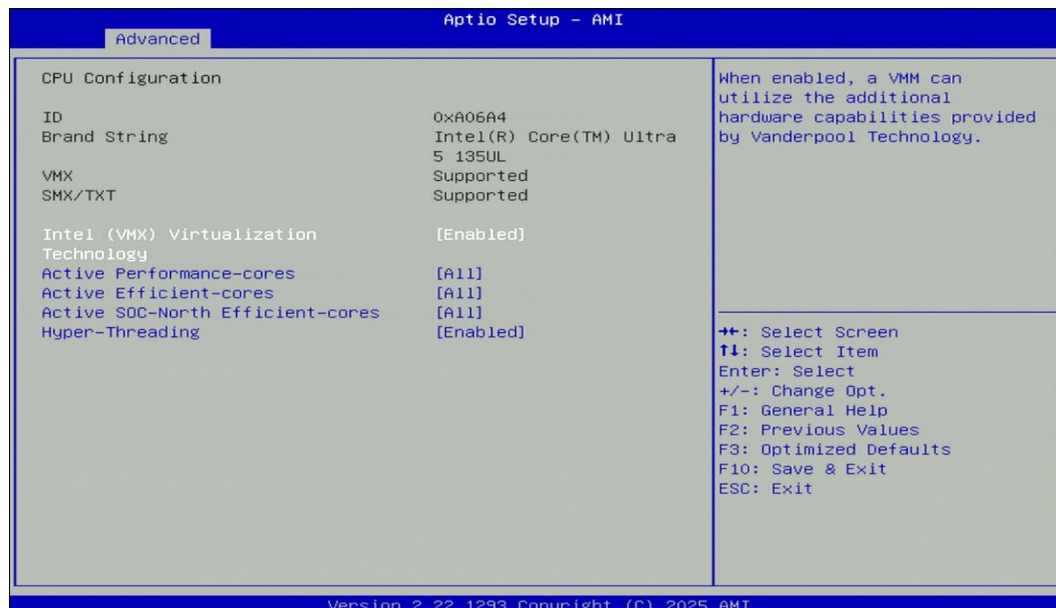 Aptio Setup – AMI
Advanced
CPU Configuration
ID 0xA06A4
Brand String Intel(R) Core(TM) Ultra
5 135UL
VMX Supported
SMX/TXT Supported
Intel (VMX) Virtualization [Enabled]
Technology
Active Performance-cores [All]
Active Efficient-cores [All]
Active SOC-North Efficient-cores [All]
Hyper-Threading [Enabled]
When enabled, a VMM can
utilize the additional
hardware capabilities provided
by Vanderpool Technology.
→←: Select Screen
↑↓: Select Item
Enter: Select
+/-: Change Opt.
F1: General Help
F2: Previous Values
F3: Optimized Defaults
F10: Save & Exit
ESC: Exit
Version 2.22.1293 Copyright (C) 2025 AMI